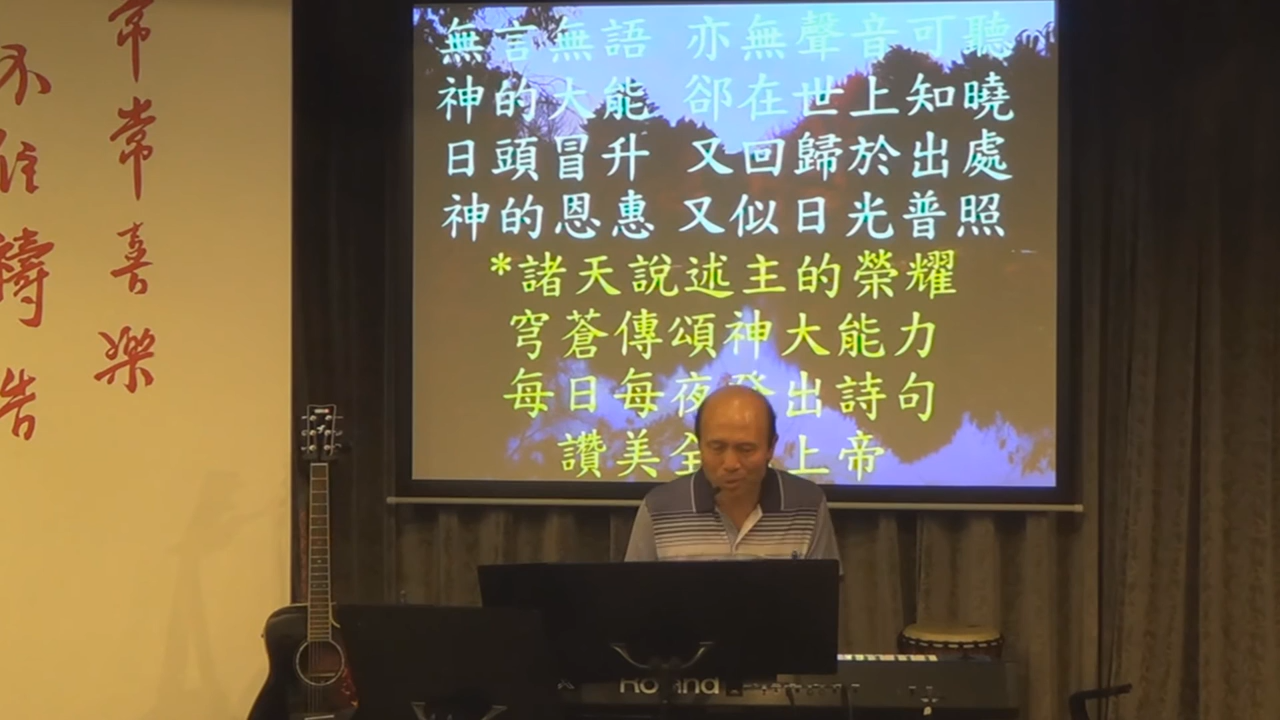 常常喜樂
不住禱告
無言無語 亦無聲音可聽
神的大能 卻在世上知曉
日頭冒升 又回歸於出處
神的恩惠 又似日光普照
*諸天說述主的榮耀
穹蒼傳頌神大能力
每日每夜發出詩句
讚美全 上帝
Roland